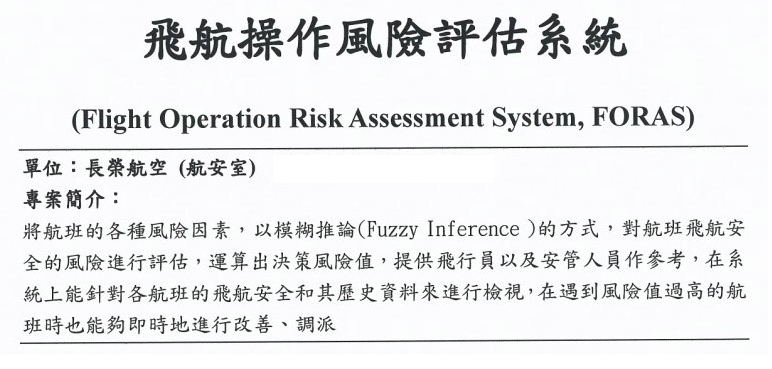 飛航操作風險評估系統
(Flight Operation Risk Assessment System, FORAS)
單位：長榮航空 (航安室)
專案簡介：
將航班的各種風險因素，以模糊推論(Fuzzy Inference )的方式，對航班飛航安
全的風險進行評估，運算出決策風險值，提供飛行員以及安管人員作參考，在系
統上能針對各航班的飛航安全和其歷史資料來進行檢視，在遇到風險值過高的航
班時也能夠即時地進行改善、調派